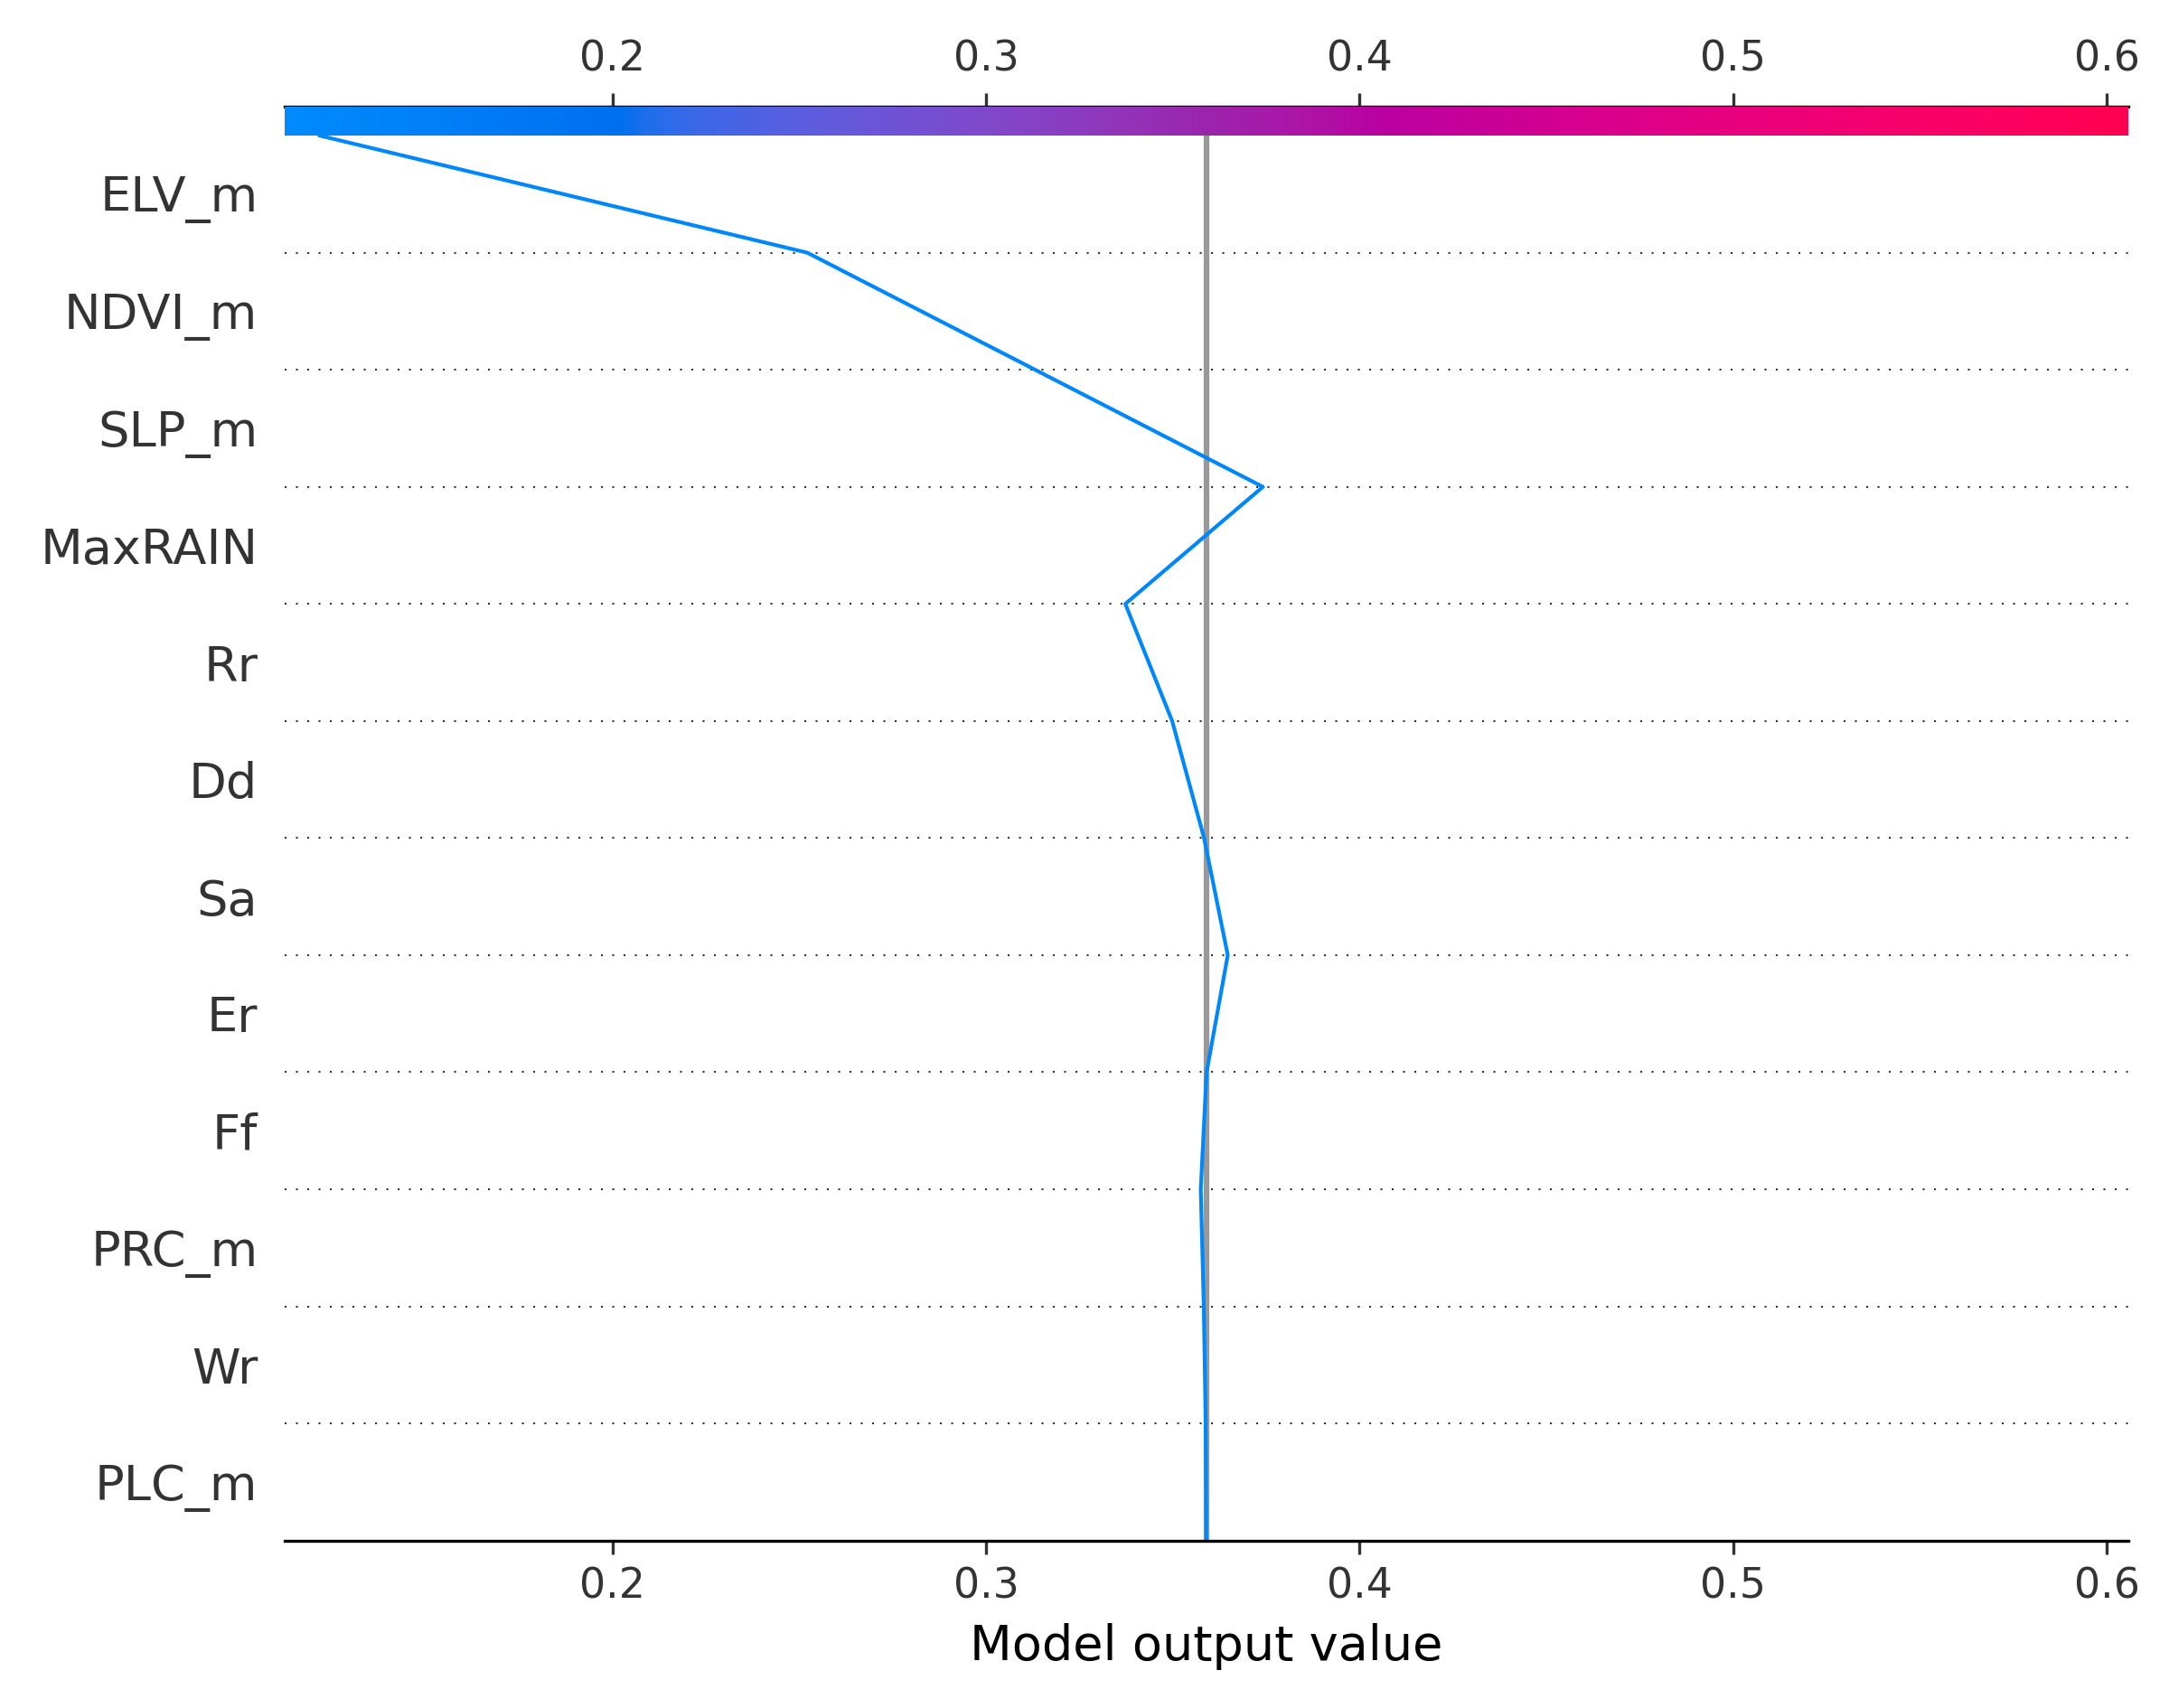 0.2 0.3 0.4 0.5 0.6
ELV_m
NDVI_m
SLP_m
MaxRAIN
Rr
Dd
Sa
Er
Ff
PRC_m
Wr
PLC_m
0.2 0.3 0.4 0.5 0.6
Model output value